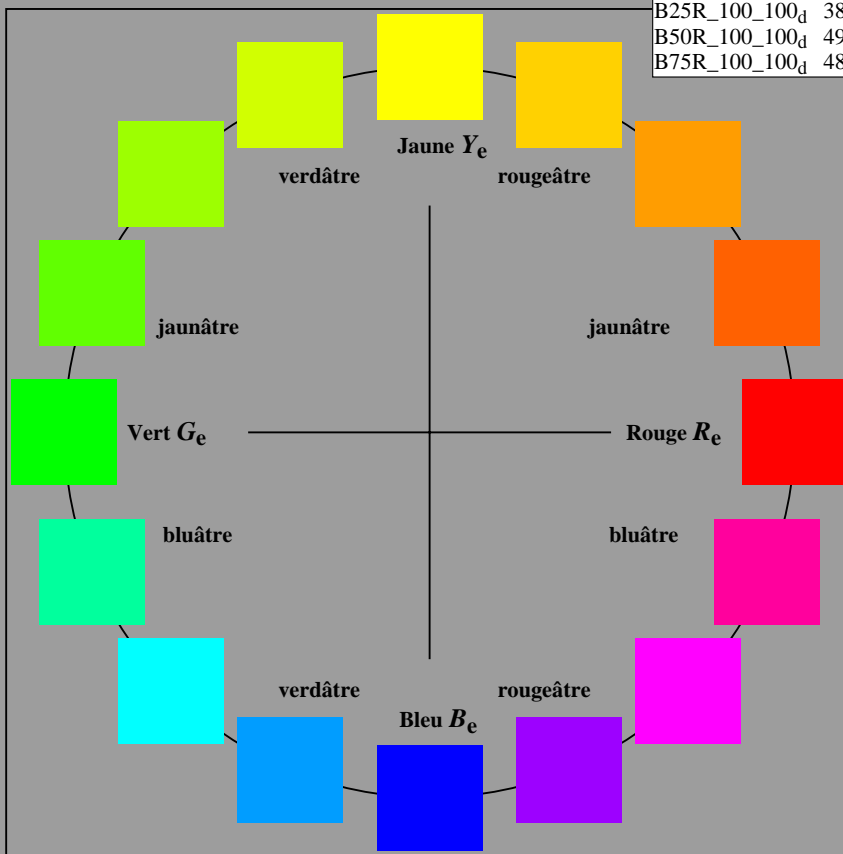 B25R_100_100d 38
B50R_100_100d 49
B75R_100_100d 48
Jaune Ye
verdâtre rougeâtre
jaunâtre jaunâtre
Vert Ge Rouge Re
bluâtre bluâtre
verdâtre rougeâtre
Bleu Be